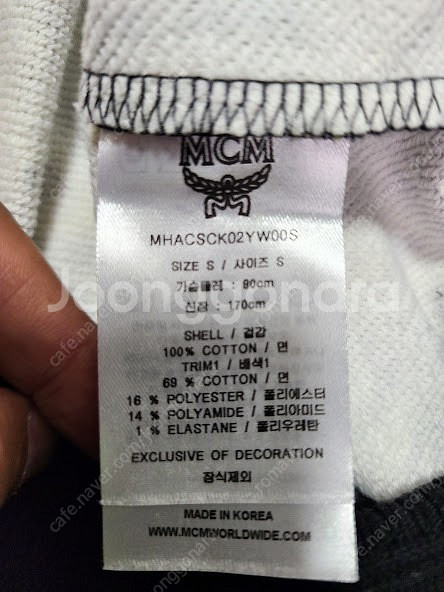 MCM
MHACSCK02YW00S
SIZE S / 사이즈 S
가슴둘레 : 90cm
신장 : 170cm
Joonggonara
SHELL / 겉감
100% COTTON / 면
TRIM1 / 배색1
69 % COTTON / 면
16 % POLYESTER / 폴리에스터
14 % POLYAMIDE / 폴리아미드
1 % ELASTANE / 폴리우레탄
EXCLUSIVE OF DECORATION
장식제외
MADE IN KOREA
WWW.MCMWORLDWIDE.COM